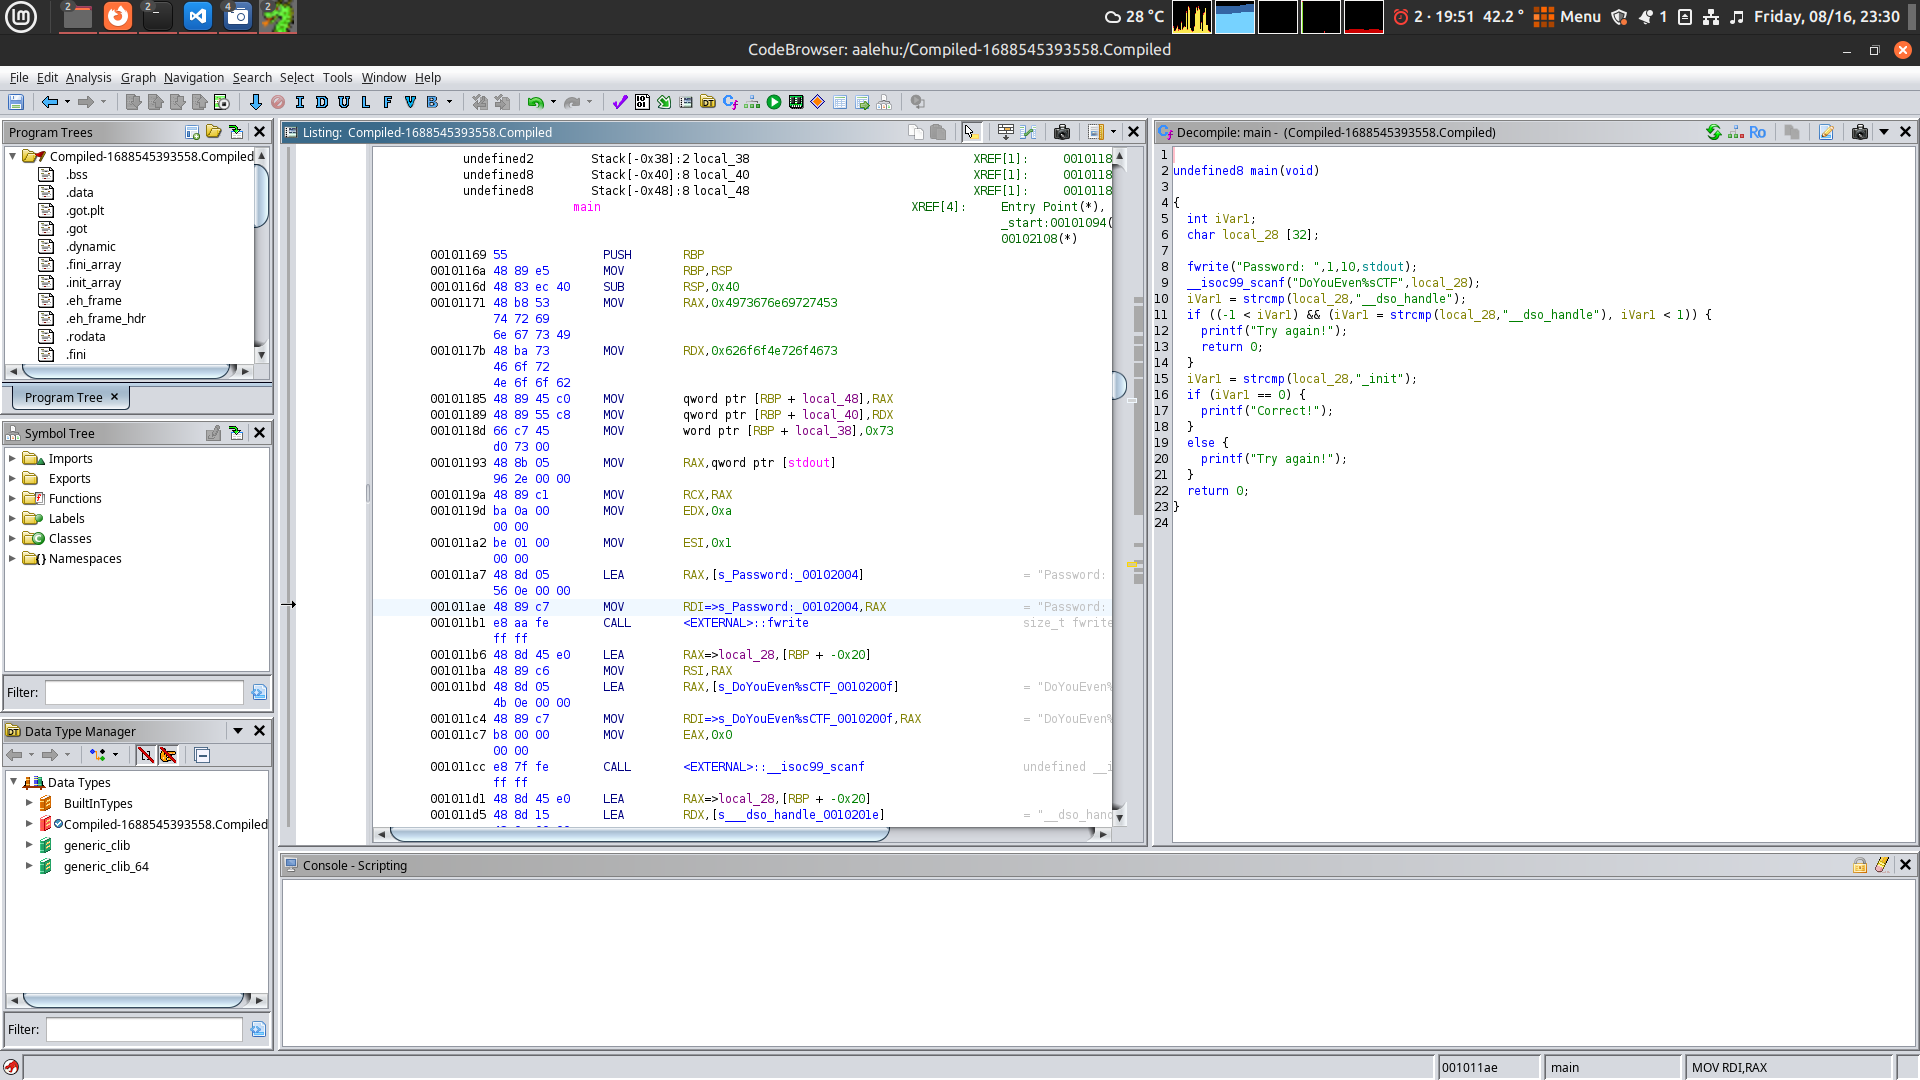 2
2
4
2
28 °C
2 · 19:51 42.2 °
Menu
1
Friday, 08/16, 23:30
CodeBrowser: aalehu:/Compiled-1688545393558.Compiled
File Edit Analysis Graph Navigation Search Select Tools Window Help
I D U L F V B
Program Trees
Compiled-1688545393558.Compiled
.bss
.data
.got.plt
.got
.dynamic
.fini_array
.init_array
.eh_frame
.eh_frame_hdr
.rodata
.fini
Program Tree
Symbol Tree
Imports
Exports
Functions
Labels
Classes
Namespaces
Filter:
Data Type Manager
Data Types
BuiltInTypes
Compiled-1688545393558.Compiled
generic_clib
generic_clib_64
Filter:
Listing: Compiled-1688545393558.Compiled
undefined2 Stack[-0x38]:2 local_38 XREF[1]: 0010118
undefined8 Stack[-0x40]:8 local_40 XREF[1]: 0010118
undefined8 Stack[-0x48]:8 local_48 XREF[1]: 0010118
main XREF[4]: Entry Point(*),
_start:00101094(
00102108(*)
00101169 55 PUSH RBP
0010116a 48 89 e5 MOV RBP,RSP
0010116d 48 83 ec 40 SUB RSP,0x40
00101171 48 b8 53 MOV RAX,0x4973676e69727453
74 72 69
6e 67 73 49
0010117b 48 ba 73 MOV RDX,0x626f6f4e726f4673
46 6f 72
4e 6f 6f 62
00101185 48 89 45 c0 MOV qword ptr [RBP + local_48],RAX
00101189 48 89 55 c8 MOV qword ptr [RBP + local_40],RDX
0010118d 66 c7 45 MOV word ptr [RBP + local_38],0x73
d0 73 00
00101193 48 8b 05 MOV RAX,qword ptr [stdout]
96 2e 00 00
0010119a 48 89 c1 MOV RCX,RAX
0010119d ba 0a 00 MOV EDX,0xa
00 00
001011a2 be 01 00 MOV ESI,0x1
00 00
001011a7 48 8d 05 LEA RAX,[s_Password:_00102004] = "Password:
56 0e 00 00
001011ae 48 89 c7 MOV RDI=>s_Password:_00102004,RAX = "Password:
001011b1 e8 aa fe CALL <EXTERNAL>::fwrite size_t fwrite
ff ff
001011b6 48 8d 45 e0 LEA RAX=>local_28,[RBP + -0x20]
001011ba 48 89 c6 MOV RSI,RAX
001011bd 48 8d 05 LEA RAX,[s_DoYouEven%sCTF_0010200f] = "DoYouEven%
4b 0e 00 00
001011c4 48 89 c7 MOV RDI=>s_DoYouEven%sCTF_0010200f,RAX = "DoYouEven%
001011c7 b8 00 00 MOV EAX,0x0
00 00
001011cc e8 7f fe CALL <EXTERNAL>::__isoc99_scanf undefined __i
ff ff
001011d1 48 8d 45 e0 LEA RAX=>local_28,[RBP + -0x20]
001011d5 48 8d 15 LEA RDX,[s___dso_handle_0010201e] = "__dso_hand
Decompile: main - (Compiled-1688545393558.Compiled)
Ro
1
2 undefined8 main(void)
3
4 {
5 int iVar1;
6 char local_28 [32];
7
8 fwrite("Password: ",1,10,stdout);
9 __isoc99_scanf("DoYouEven%sCTF",local_28);
10 iVar1 = strcmp(local_28,"__dso_handle");
11 if ((-1 < iVar1) && (iVar1 = strcmp(local_28,"__dso_handle"), iVar1 < 1)) {
12 printf("Try again!");
13 return 0;
14 }
15 iVar1 = strcmp(local_28,"_init");
16 if (iVar1 == 0) {
17 printf("Correct!");
18 }
19 else {
20 printf("Try again!");
21 }
22 return 0;
23 }
24
Console - Scripting
001011ae
main
MOV RDI,RAX